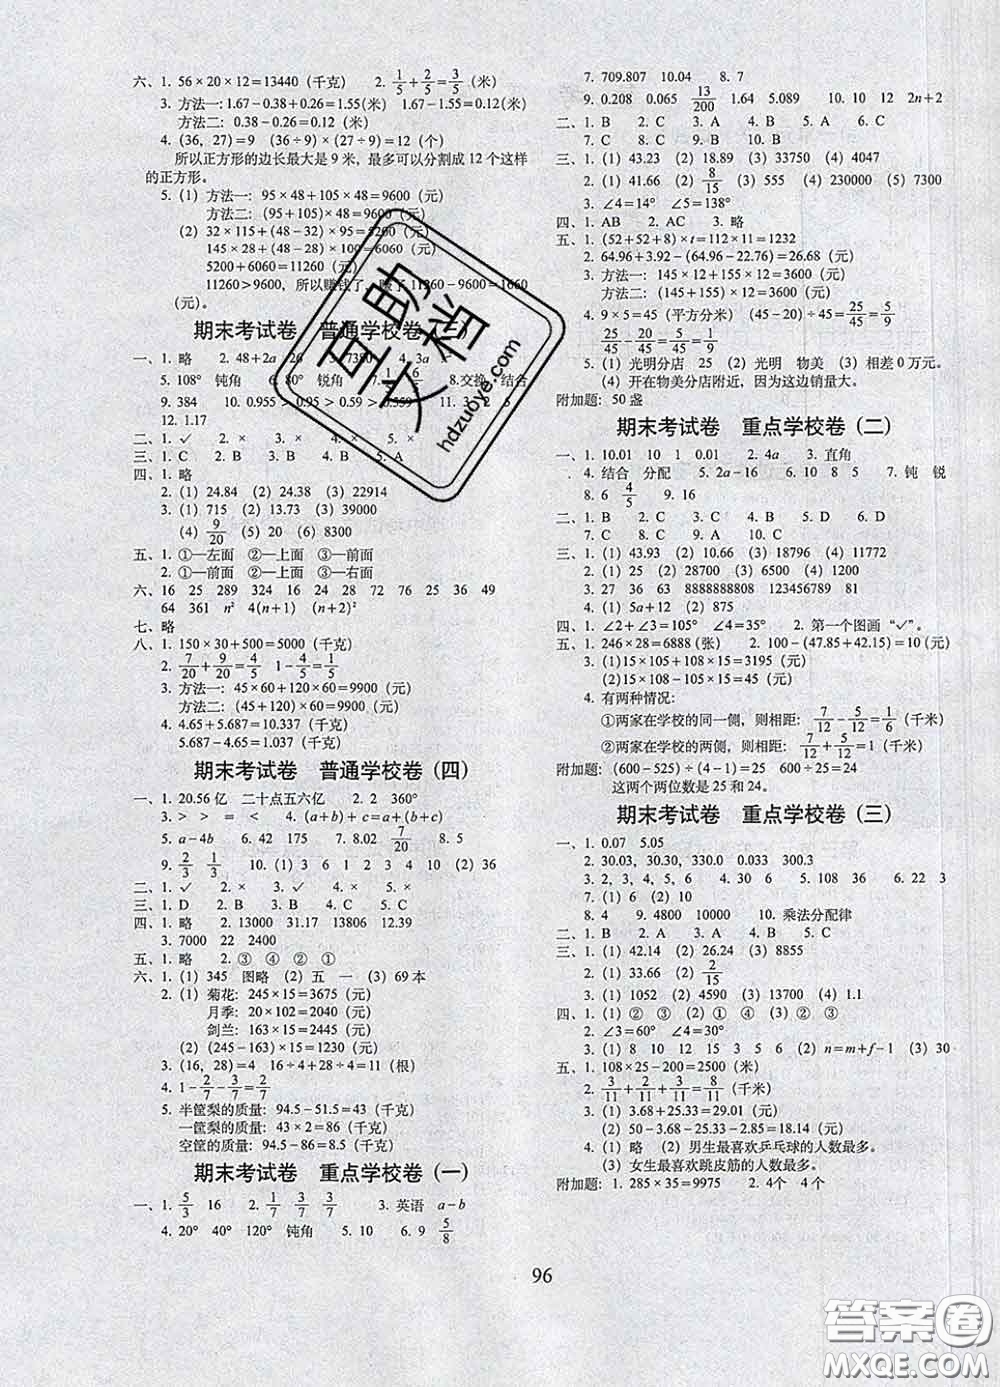 六、1. 56×20×12=13440（千克） 2. 1/5+2/5=3/5（米）
3. 方法一:1.67-0.38+0.26=1.55(米) 1.67-1.55=0.12(米)
方法二:0.38-0.26=0.12（米）
4.（36，27）=9 （36÷9）×（27÷9）=12（个）
所以正方形的边长最大是9米，最多可以分割成12个这样
的正方形。
5.（1）方法一：95×48+105×48=9600（元）
方法二：（95+105）×48=9600（元）
（2）32×115+(48-32)×95=5200（元）
145×28+(48-28)×100=6060（元）
5200+6060=11260（元）
11260>9600，所以赚钱了，赚了11260-9600=1660
（元）。
期末考试卷 普通学校卷（三）
一、1. 略 2. 48+2a 26 3. 7380 4. 3a
5. 108° 钝角 6. 80° 锐角 7. 8.交换 结合
9. 384 10. 0.955>0.95>0.59>0.559 11. 3
12. 1.17
二、1. ✓ 2. × 3. × 4. × 5. ×
三、1. C 2. B 3. B 4. B 5. A
四、1. 略
2.（1）24.84 （2）24.38 （3）22914
3.（1）715 （2）13.73 （3）39000
（4）9/20 （5）20 （6）8300
五、1. ①—左面 ②—上面 ③—前面
2. ①—前面 ②—上面 ③—右面
六、16 25 289 324 16 24 28 72 76 25 36 49
64 361 n² 4(n+1) (n+2)²
七、略
八、1. 150×30+500=5000（千克）
2. 7/20+9/20=4/5 1-4/5=1/5
3. 方法一：45×60+120×60=9900（元）
方法二：（45+120）×60=9900（元）
4. 4.65+5.687=10.337（千克）
5.687-4.65=1.037（千克）
期末考试卷 普通学校卷（四）
一、1. 20.56亿 二十点五六亿 2. 2 360°
3. > > = < 4. (a+b)+c=a+(b+c)
5. a-4b 6. 42 175 7. 8.02 7/20 8. 5
9. 2/3 1/3 10.（1）3 6 1 2 4 5 10 （2）36
二、1. ✓ 2. × 3. ✓ 4. × 5. ×
三、1. D 2. B 3. C 4. D 5. A
四、1. 略 2. 13000 31.17 13806 12.39
3. 7000 22 2400
五、1. 略 2. ③ ④ ② ①
六、1.（1）345 图略 （2）五 一 （3）69本
2.（1）菊花：245×15=3675（元）
月季：20×102=2040（元）
剑兰：163×15=2445（元）
（2）(245-163)×15=1230（元）
3.（16，28）=4 16÷4+28÷4=11（根）
4. 1-2/7-3/7=2/7
5. 半筐梨的质量：94.5-51.5=43（千克）
一筐梨的质量：43×2=86（千克）
空筐的质量：94.5-86=8.5（千克）
期末考试卷 重点学校卷（一）
一、1. 5/3 16 2. 1/7 3/7 3/7 3. 英语 a-b
4. 20° 40° 120° 钝角 5. 10 6. 9 5/8
7. 709.807 10.04 8. 7
9. 0.208 0.065 13/200 1.64 5.089 10. 10 12 2n+2
二、1. B 2. C 3. A 4. B 5. A 6. C
7. C 8. B 9. B 10. B
三、1.（1）43.23 （2）18.89 （3）33750 （4）4047
2.（1）41.66 （2）8/15 （3）555 （4）230000 （5）7300
3. ∠4=14° ∠5=138°
四、1. AB 2. AC 3. 略
五、1.（52+52+8）×t=112×11=1232
2. 64.96+3.92-(64.96-22.76)=26.68（元）
3. 方法一：145×12+155×12=3600（元）
方法二：（145+155）×12=3600（元）
4. 9×5=45（平方分米） （45-20）÷45=25/45=5/9
25/45-20/45=5/45=1/9
5.（1）光明分店 25 （2）光明 物美 （3）相差0万元。
（4）开在物美分店附近，因为这边销量大。
附加题：50盏
期末考试卷 重点学校卷（二）
一、1. 10.01 10 1 0.01 2. 4a 3. 直角
4. 结合 分配 5. 2a-16 6. 10 8 5 7. 钝 锐
8. 6 4/5 9. 16
二、1. B 2. C 3. C 4. B 5. D 6. D
7. C 8. C 9. A 10. C
三、1.（1）43.93 （2）10.66 （3）18796 （4）11772
2.（1）25 （2）28700 （3）6500 （4）1200
3. 27 36 63 8888888888 123456789 81
4.（1）5a+12 （2）875
四、1. ∠2+∠3=105° ∠4=35° 2. 第一个图画“✓”。
五、1. 246×28=6888（张） 2. 100-(47.85+42.15)=10（元）
3.（1）15×105+108×15=3195（元）
（2）15×108-105×15=45（元）
4. 有两种情况：
①两家在学校的同一侧，则相距：7/12-5/12=1/6（千米）
②两家在学校的两侧，则相距：7/12+5/12=1（千米）
附加题：（600-525）÷（4-1）=25 600÷25=24
这两个两位数是25和24。
期末考试卷 重点学校卷（三）
一、1. 0.07 5.05
2. 30.03，30.30，330.0 0.033 300.3
3. 2，3，4，5，6 4. 30 6 5. 108 36 6. 22 3
7.（1）6 （2）10
8. 4 9. 4800 10000 10. 乘法分配律
二、1. B 2. A 3. A 4. B 5. C
三、1.（1）42.14 （2）26.24 （3）8855
2.（1）33.66 （2）2/15
3.（1）1052 （2）4590 （3）13700 （4）1.1
四、1.（1）② ③ （2）① ④ （3）② ③
2. ∠3=60° ∠4=30°
3.（1）8 10 12 15 3 5 6 （2）n=m+f-1 （3）30
五、1. 108×25-200=2500（米）
2. 3/11+2/11+3/11=8/11（千米）
3.（1）3.68+25.33=29.01（元）
（2）50-3.68-2.85-25.33=18.14（元）
4.（1）略 （2）男生最喜欢乒乓球的人数最多。
（3）女生最喜欢跳皮筋的人数最多。
附加题：1. 285×35=9975 2. 4个 4个
96
互助文档
hdzuoye.com
答案圈
MXQE.COM